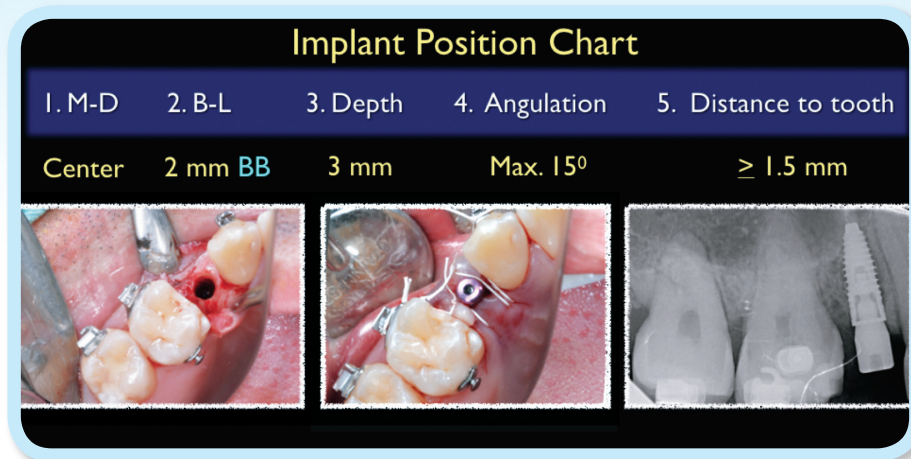 Implant Position Chart
1. M-D 2. B-L 3. Depth 4. Angulation 5. Distance to tooth
Center 2 mm BB 3 mm Max. 15⁰ ≥ 1.5 mm